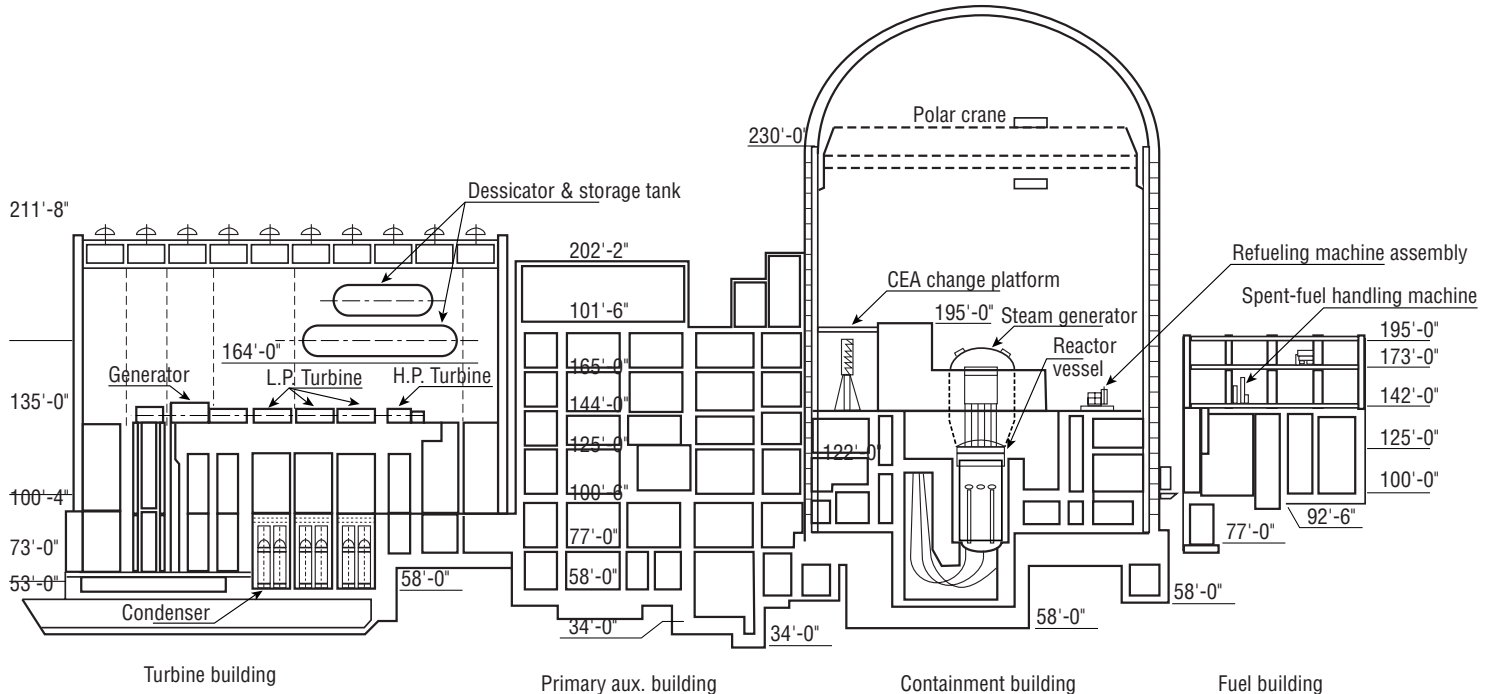 Polar crane
230'-0"
Dessicator & storage tank
211'-8"
202'-2"
Refueling machine assembly
CEA change platform
Spent-fuel handling machine
101'-6"
195'-0"
Steam generator
195'-0"
Reactor
vessel
164'-0"
165'-0"
173'-0"
Generator
L.P. Turbine
H.P. Turbine
135'-0"
144'-0"
142'-0"
125'-0"
122'-0"
125'-0"
100'-4"
100'-6"
100'-0"
92'-6"
73'-0"
77'-0"
77'-0"
53'-0"
58'-0"
58'-0"
58'-0"
Condenser
34'-0"
34'-0"
58'-0"
Turbine building
Primary aux. building
Containment building
Fuel building